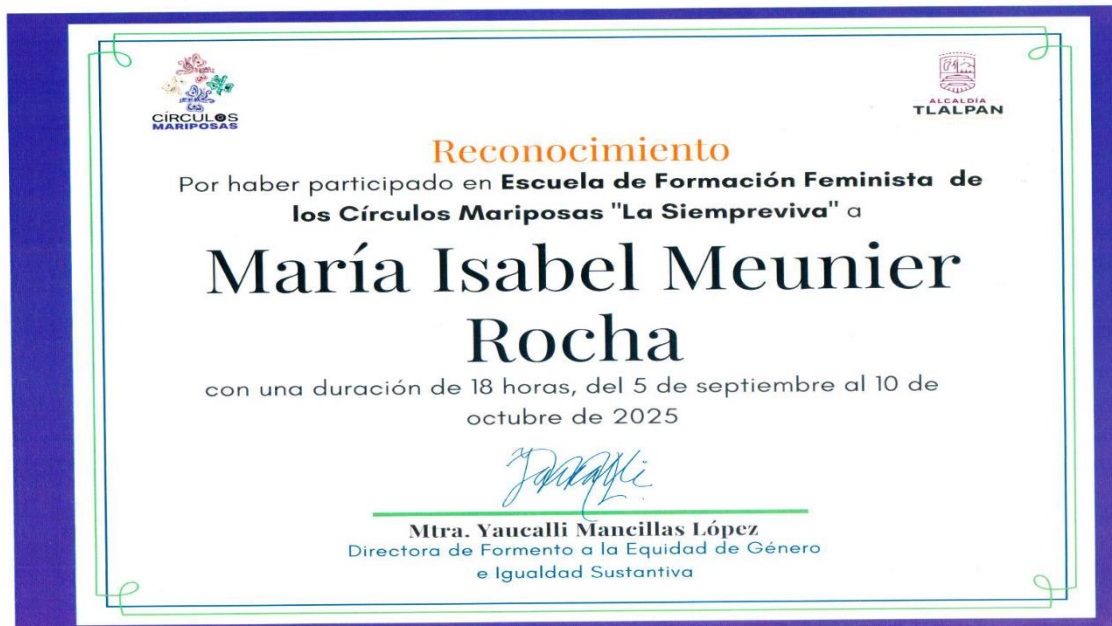 CÍRCULOS
MARIPOSAS
ALCALDÍA
TLALPAN
Reconocimiento
Por haber participado en Escuela de Formación Feminista de
los Círculos Mariposas "La Siempreviva" a
María Isabel Meunier
Rocha
con una duración de 18 horas, del 5 de septiembre al 10 de
octubre de 2025
Mtra. Yaucalli Mancillas López
Directora de Formento a la Equidad de Género
e Igualdad Sustantiva